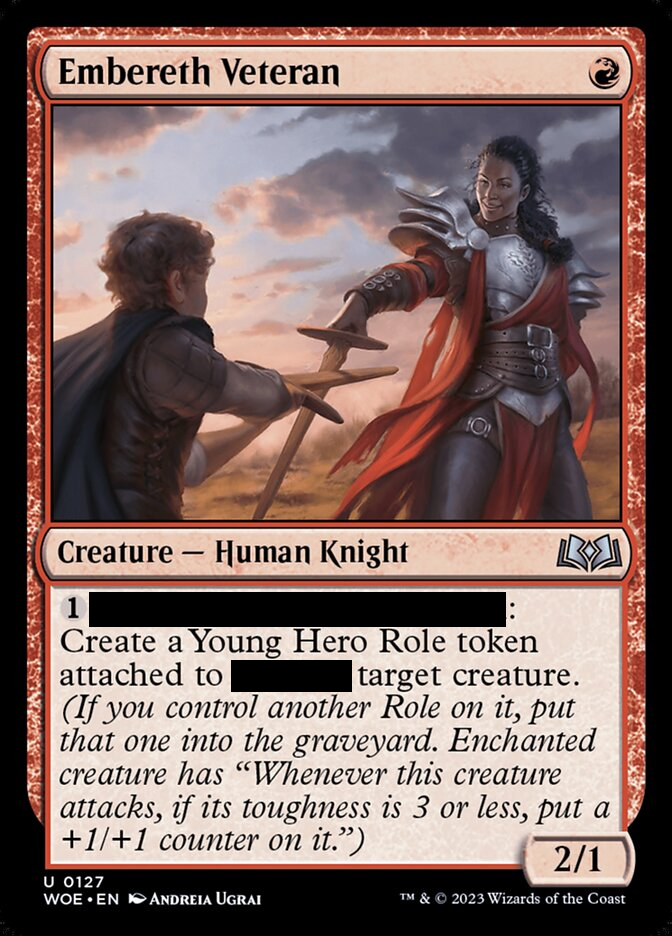 Embereth Veteran
Creature — Human Knight
1 :
Create a Young Hero Role token
attached to target creature.
(If you control another Role on it, put
that one into the graveyard. Enchanted
creature has “Whenever this creature
attacks, if its toughness is 3 or less, put a
+1/+1 counter on it.”)
2/1
U 0127
WOE • EN Andreia Ugrai
™ & © 2023 Wizards of the Coast